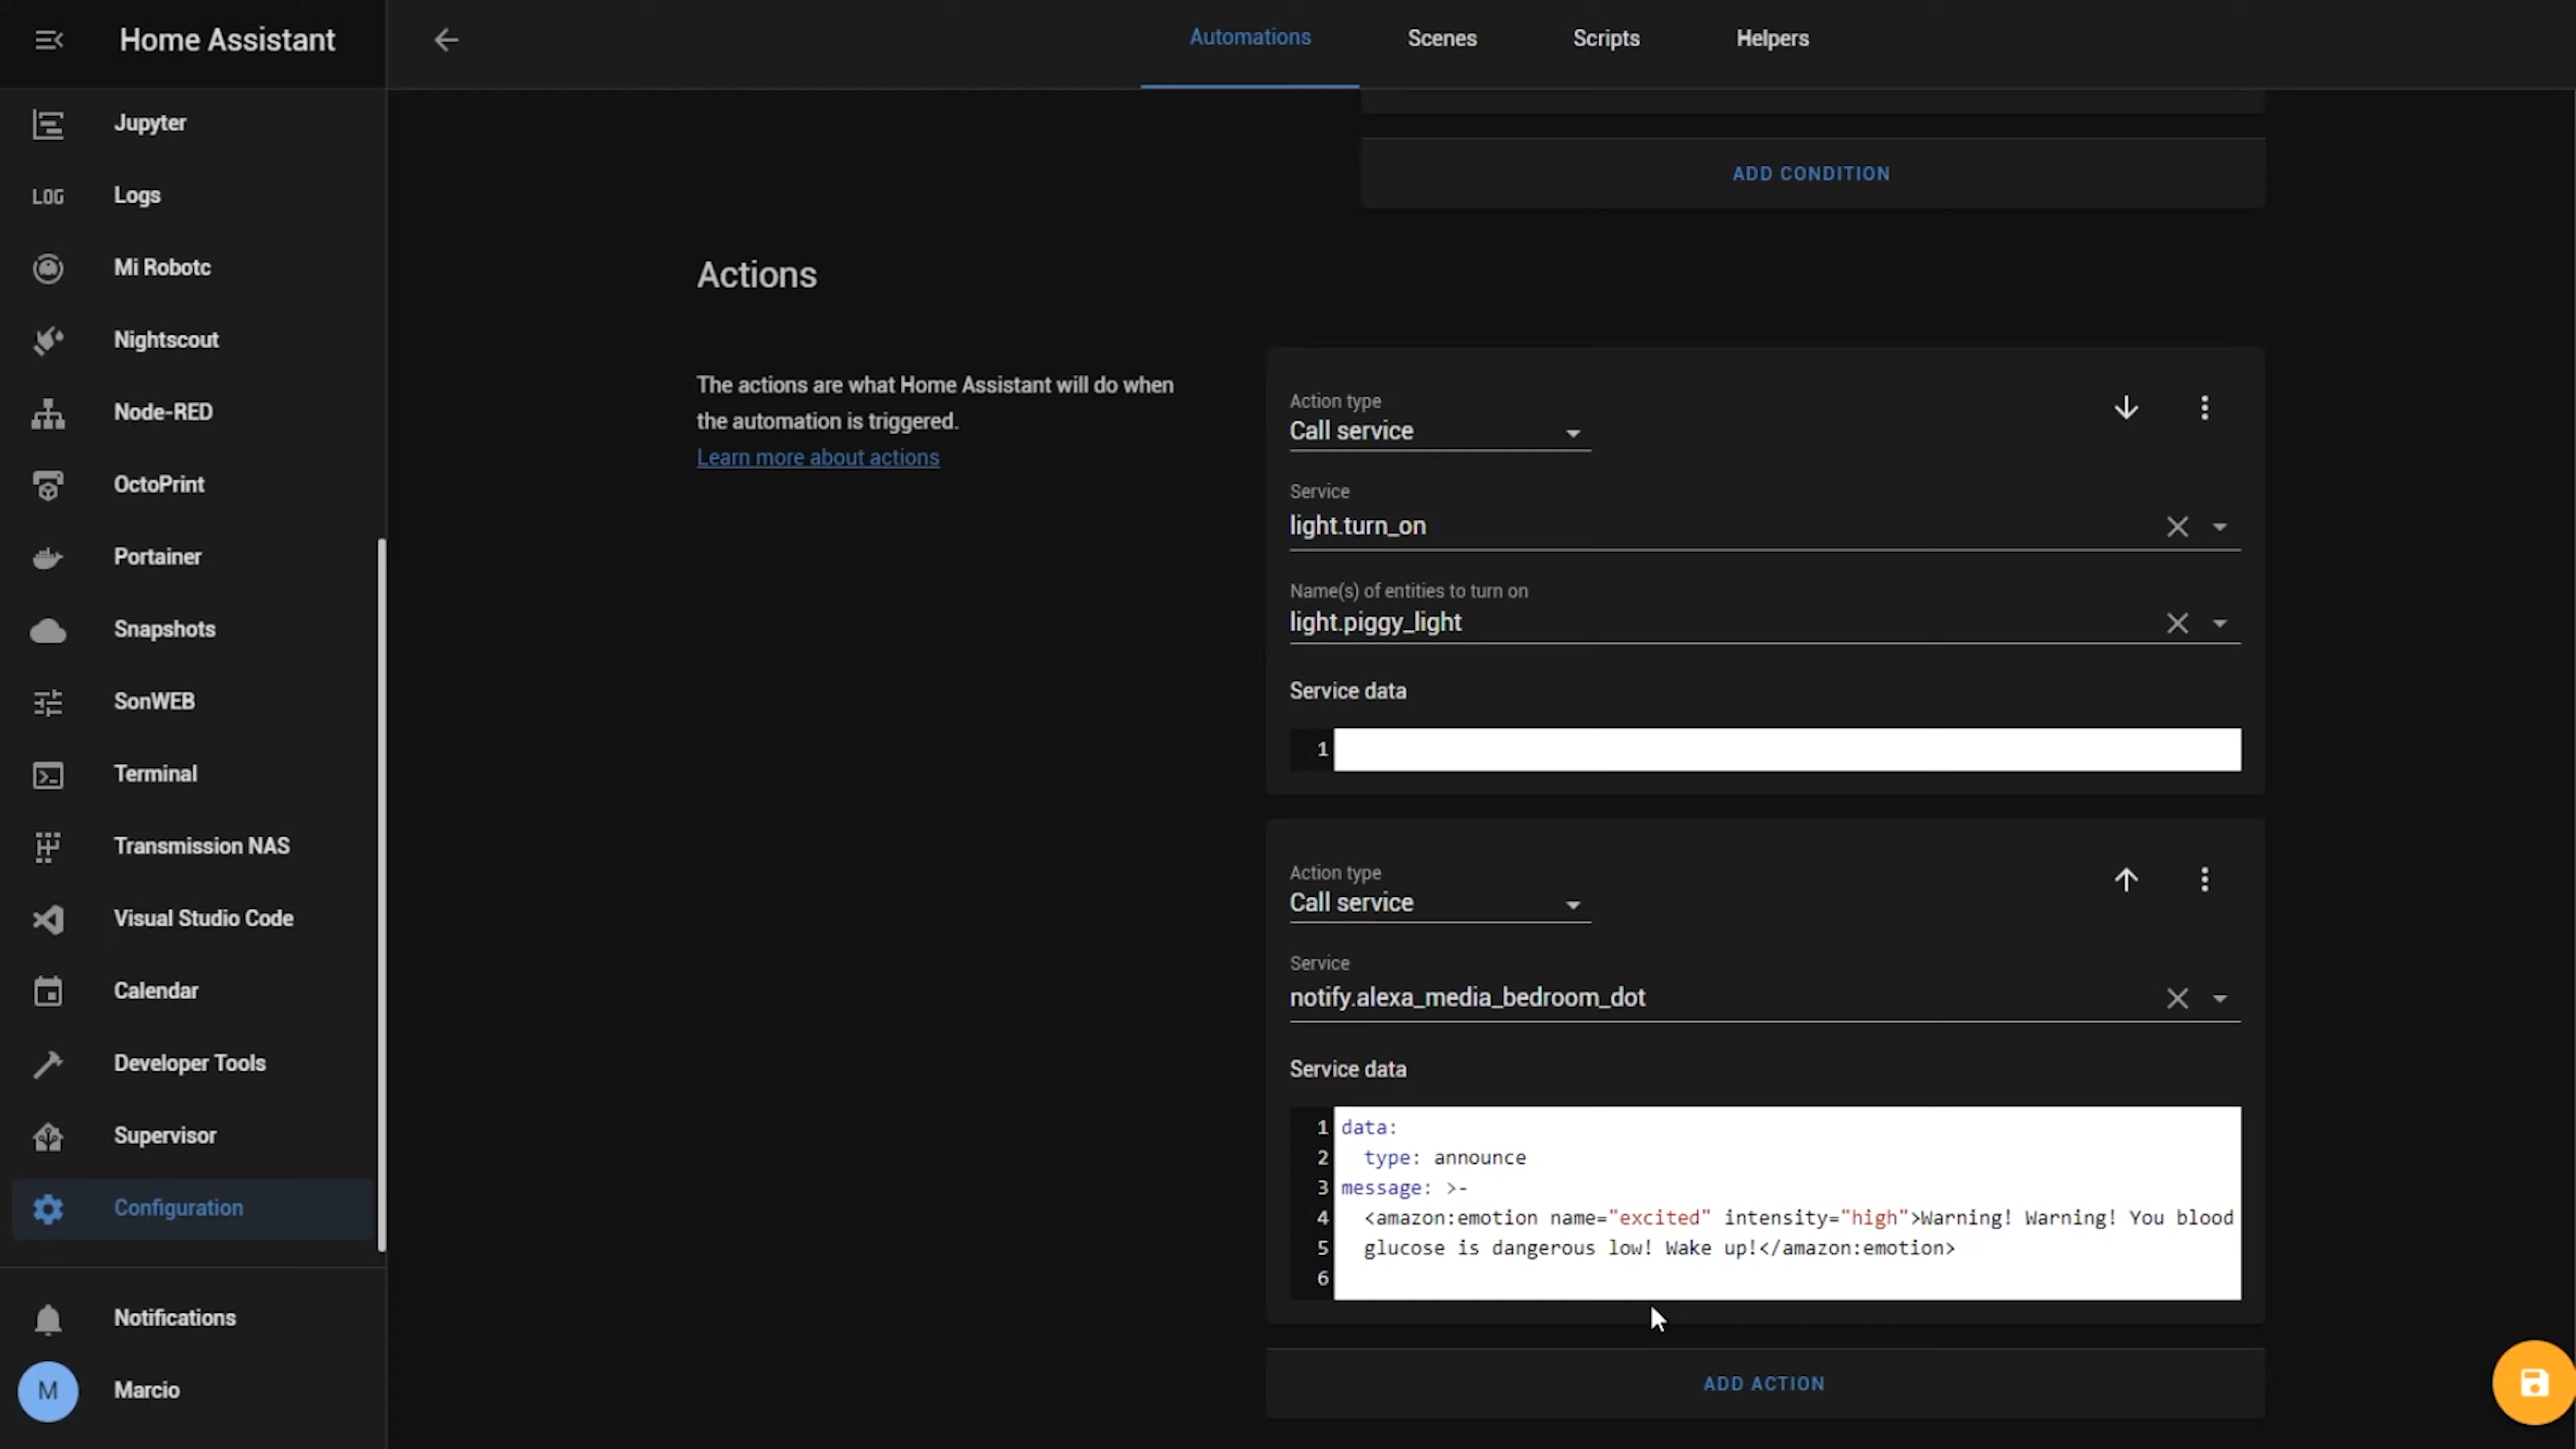 Home Assistant
Jupyter
LOG Logs
Mi Robotc
Nightscout
Node-RED
OctoPrint
Portainer
Snapshots
SonWEB
Terminal
Transmission NAS
Visual Studio Code
Calendar
Developer Tools
Supervisor
Configuration
Notifications
M Marcio
Automations
Scenes
Scripts
Helpers
ADD CONDITION
Actions
The actions are what Home Assistant will do when
the automation is triggered.
Learn more about actions
Action type
Call service
Service
light.turn_on
Name(s) of entities to turn on
light.piggy_light
Service data
1
Action type
Call service
Service
notify.alexa_media_bedroom_dot
Service data
1 data:
2 type: announce
3 message: >-
4 <amazon:emotion name="excited" intensity="high">Warning! Warning! You blood
5 glucose is dangerous low! Wake up!</amazon:emotion>
6
ADD ACTION